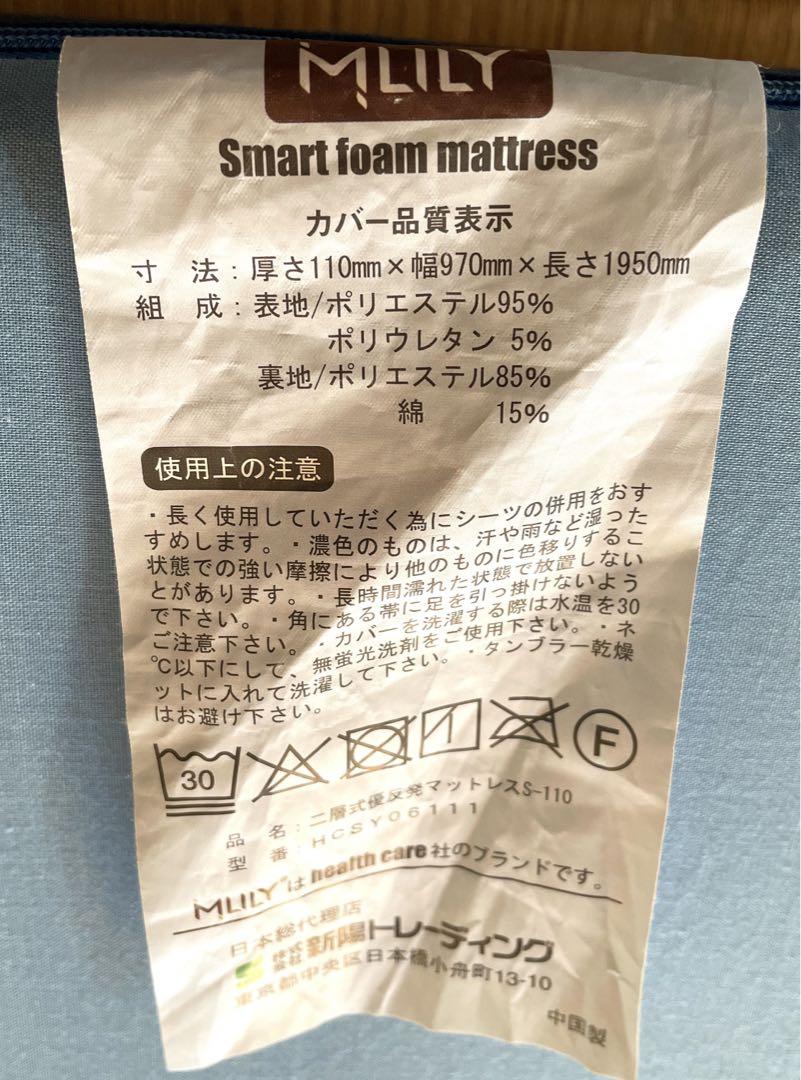 MLILY
Smart foam mattress
カバー品質表示
寸　法：厚さ110mm×幅970mm×長さ1950mm
組　成：表地/ポリエステル95%
ポリウレタン 5%
裏地/ポリエステル85%
綿　　15%
使用上の注意
・長く使用していただく為にシーツの併用をおす
すめします。・濃色のものは、汗や雨など湿った
状態での強い摩擦により他のものに色移りするこ
とがあります。・長時間濡れた状態で放置しない
で下さい。・角にある帯に足を引っ掛けないよう
ご注意下さい。・カバーを洗濯する際は水温を30
℃以下にして、無蛍光洗剤をご使用下さい。・ネ
ットに入れて洗濯して下さい。・タンブラー乾燥
はお避け下さい。
30
F
品　名：二層式優反発マットレスS-110
型　番：HCSY06111
MLILY®はhealth care社のブランドです。
日本総代理店
株式会社新陽トレーディング
東京都中央区日本橋小舟町13-10
中国製